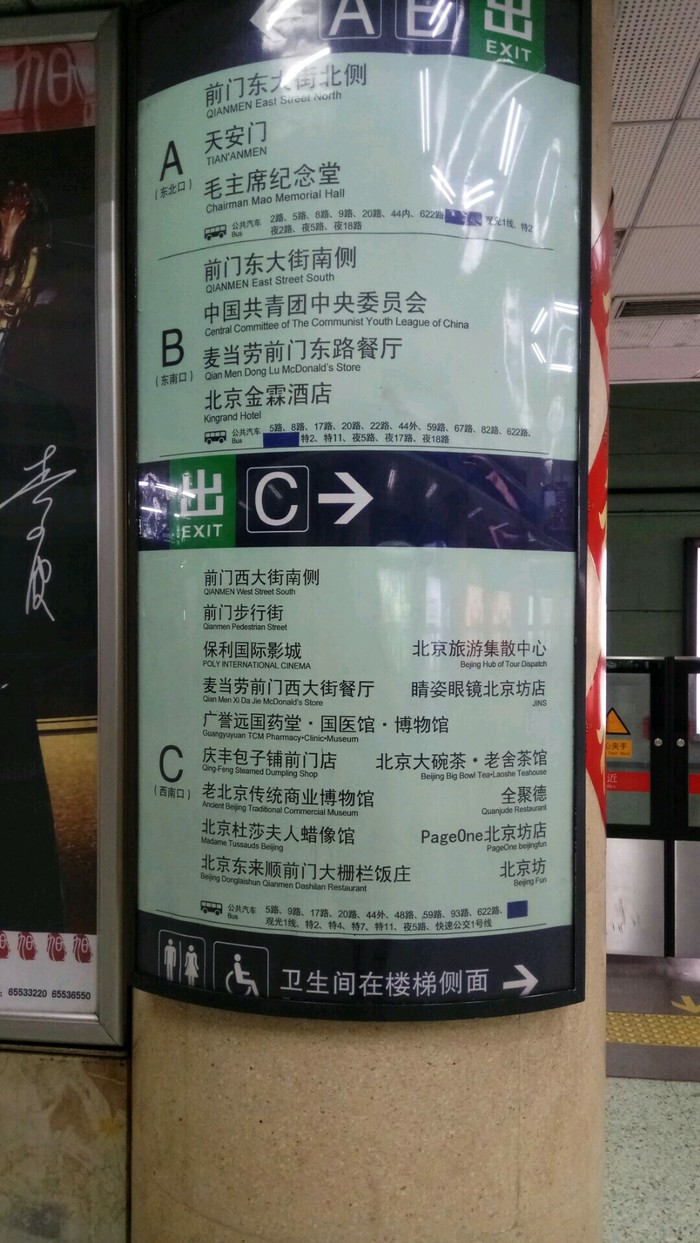 A B 出
EXIT
前门东大街北侧
QIANMEN East Street North
天安门
TIAN'ANMEN
A
(东北口)
毛主席纪念堂
Chairman Mao Memorial Hall
公共汽车
Bus
2路、5路、8路、9路、20路、44内、622路
观光1线、特2
夜2路、夜5路、夜18路
前门东大街南侧
QIANMEN East Street South
中国共青团中央委员会
Central Committee of The Communist Youth League of China
B
(东南口)
麦当劳前门东路餐厅
Qian Men Dong Lu McDonald's Store
北京金霖酒店
Kingrand Hotel
公共汽车
Bus
5路、8路、17路、20路、22路、44外、59路、67路、82路、622路、
特2、特11、夜5路、夜17路、夜18路
出 C
EXIT
前门西大街南侧
QIANMEN West Street South
前门步行街
Qianmen Pedestrian Street
保利国际影城 北京旅游集散中心
POLY INTERNATIONAL CINEMA Bejing Hub of Tour Dispatch
麦当劳前门西大街餐厅 睛姿眼镜北京坊店
Qian Men Xi Da Jie McDonald's Store JINS
广誉远国药堂·国医馆·博物馆
Guangyuyuan TCM Pharmacy•Clinic•Museum
C
(西南口)
庆丰包子铺前门店 北京大碗茶·老舍茶馆
Qing-Feng Steamed Dumpling Shop Beijing Big Bowl Tea•Laoshe Teahouse
老北京传统商业博物馆 全聚德
Ancient Beijing Traditional Commercial Museum Quanjude Restaurant
北京杜莎夫人蜡像馆 PageOne北京坊店
Madame Tussauds Beijing PageOne beijingfun
北京东来顺前门大栅栏饭庄 北京坊
Beijing Donglaishun Qianmen Dashilan Restaurant Beijing Fun
公共汽车
Bus
5路、9路、17路、20路、44外、48路、59路、93路、622路、
观光1线、特2、特4、特7、特11、夜5路、快速公交1号线
卫生间在楼梯侧面
65533220 65536550
心夹手
近